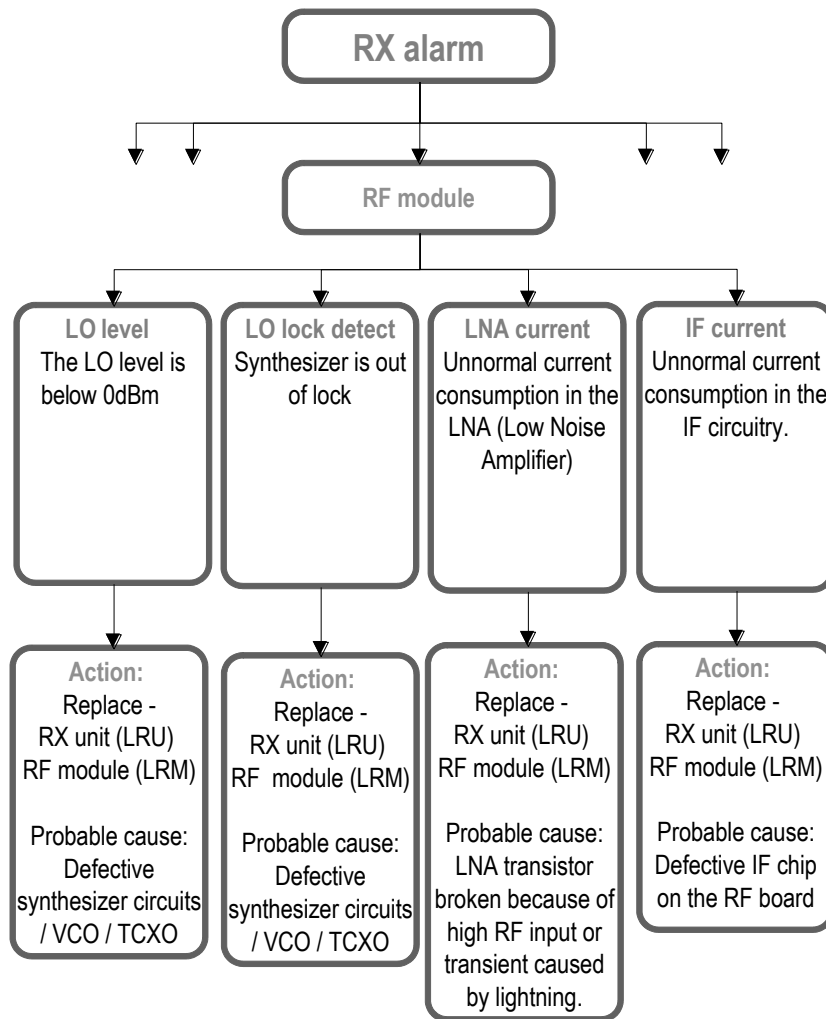 RX alarm
RF module
LO level
The LO level is
below 0dBm
LO lock detect
Synthesizer is out
of lock
LNA current
Unnormal current
consumption in the
LNA (Low Noise
Amplifier)
IF current
Unnormal current
consumption in the
IF circuitry.
Action:
Replace -
RX unit (LRU)
RF module (LRM)
Probable cause:
Defective
synthesizer circuits
/ VCO / TCXO
Action:
Replace -
RX unit (LRU)
RF module (LRM)
Probable cause:
Defective
synthesizer circuits
/ VCO / TCXO
Action:
Replace -
RX unit (LRU)
RF module (LRM)
Probable cause:
LNA transistor
broken because of
high RF input or
transient caused
by lightning.
Action:
Replace -
RX unit (LRU)
RF module (LRM)
Probable cause:
Defective IF chip
on the RF board